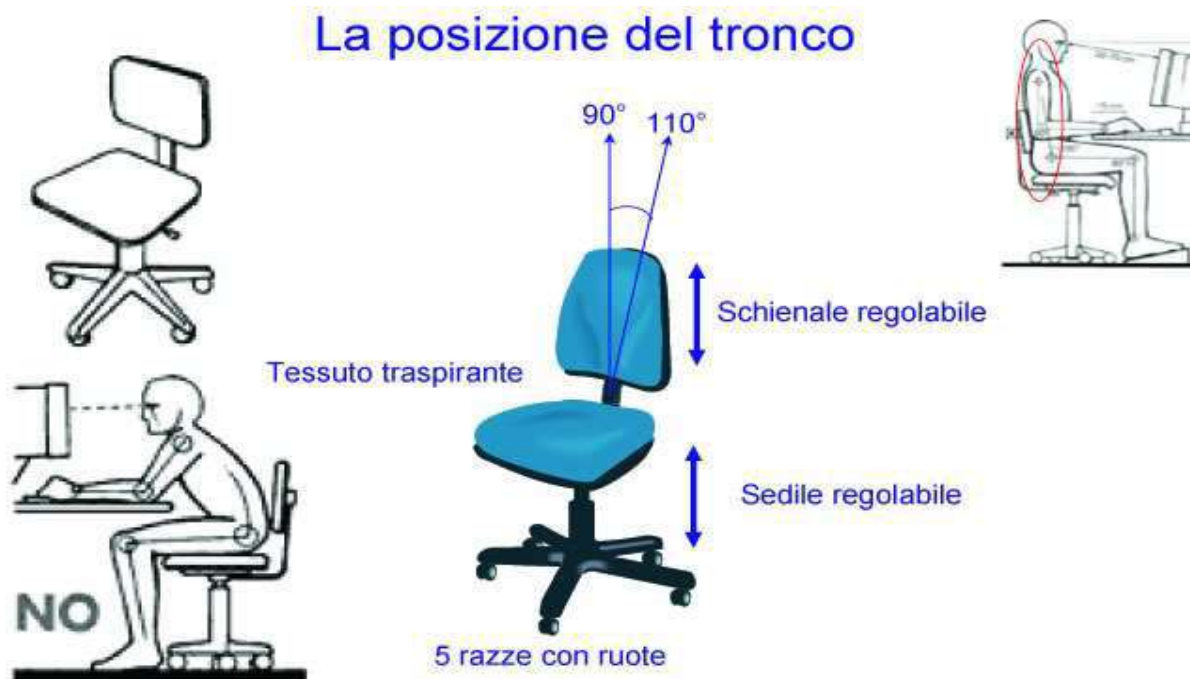 La posizione del tronco
90°
110°
Schienale regolabile
Tessuto traspirante
Sedile regolabile
NO
5 razze con ruote